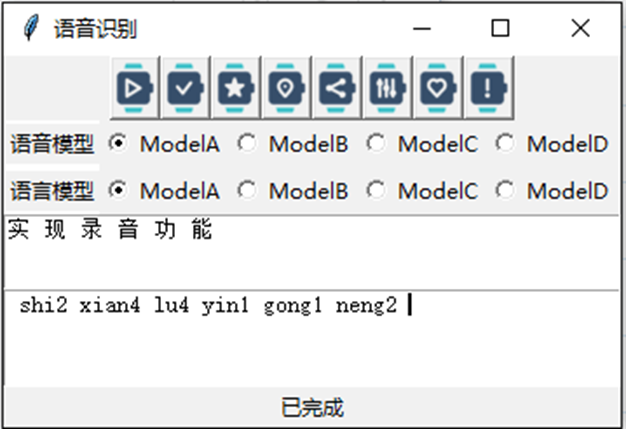 语音识别
语音模型 ModelA ModelB ModelC ModelD
语言模型 ModelA ModelB ModelC ModelD
实 现 录 音 功 能
shi2 xian4 lu4 yin1 gong1 neng2
已完成